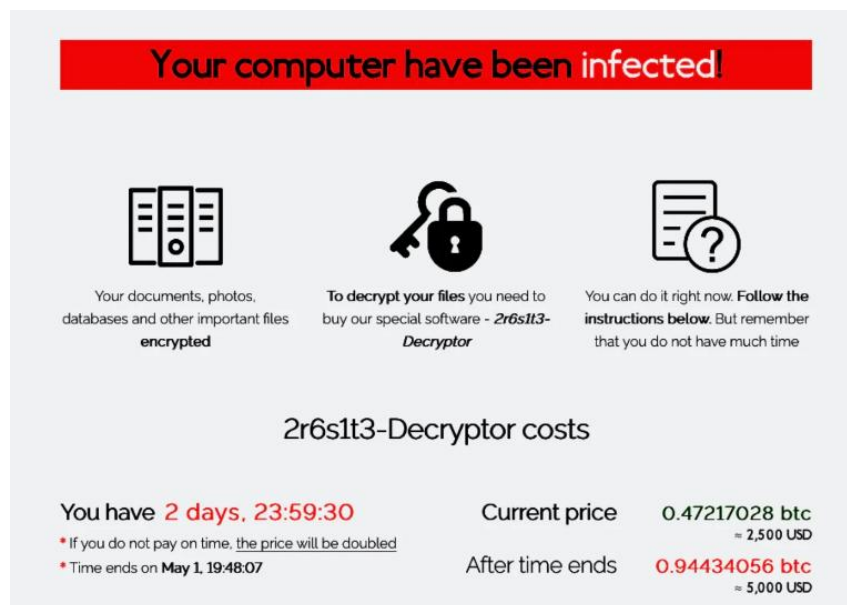 Your computer have been infected!
Your documents, photos,
databases and other important files
encrypted
To decrypt your files you need to
buy our special software - 2r6s1t3-
Decryptor
You can do it right now. Follow the
instructions below. But remember
that you do not have much time
2r6s1t3-Decryptor costs
You have 2 days, 23:59:30
* If you do not pay on time, the price will be doubled
* Time ends on May 1, 19:48:07
Current price 0.47217028 btc
≈ 2,500 USD
After time ends 0.94434056 btc
≈ 5,000 USD